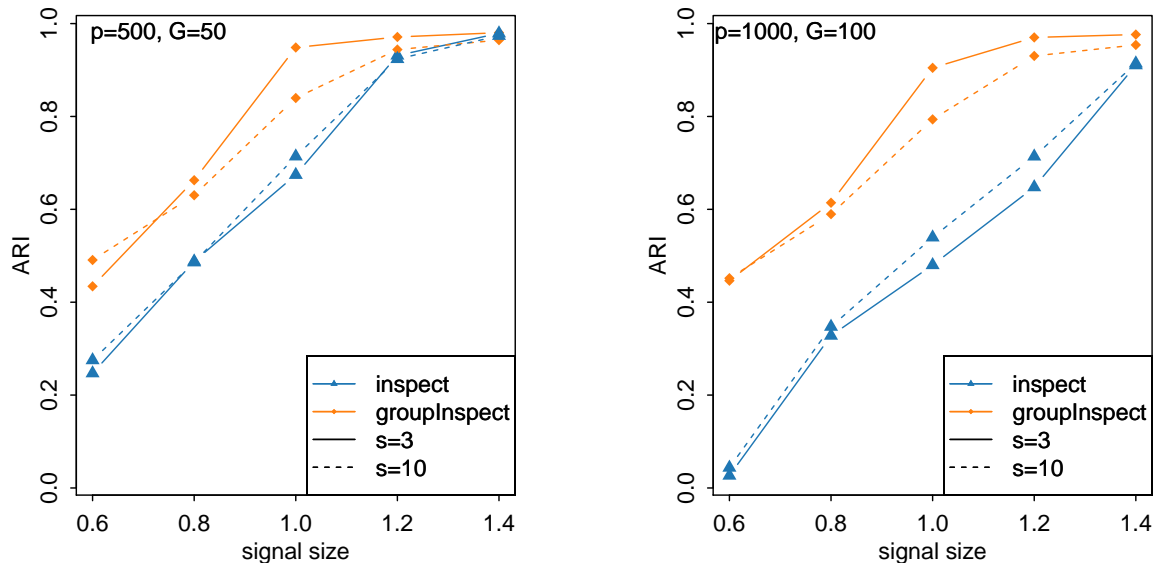 p=500, G=50
ARI
1.0
0.8
0.6
0.4
0.2
0.0
inspect
groupInspect
s=3
s=10
0.6 0.8 1.0 1.2 1.4
signal size
p=1000, G=100
ARI
1.0
0.8
0.6
0.4
0.2
0.0
inspect
groupInspect
s=3
s=10
0.6 0.8 1.0 1.2 1.4
signal size